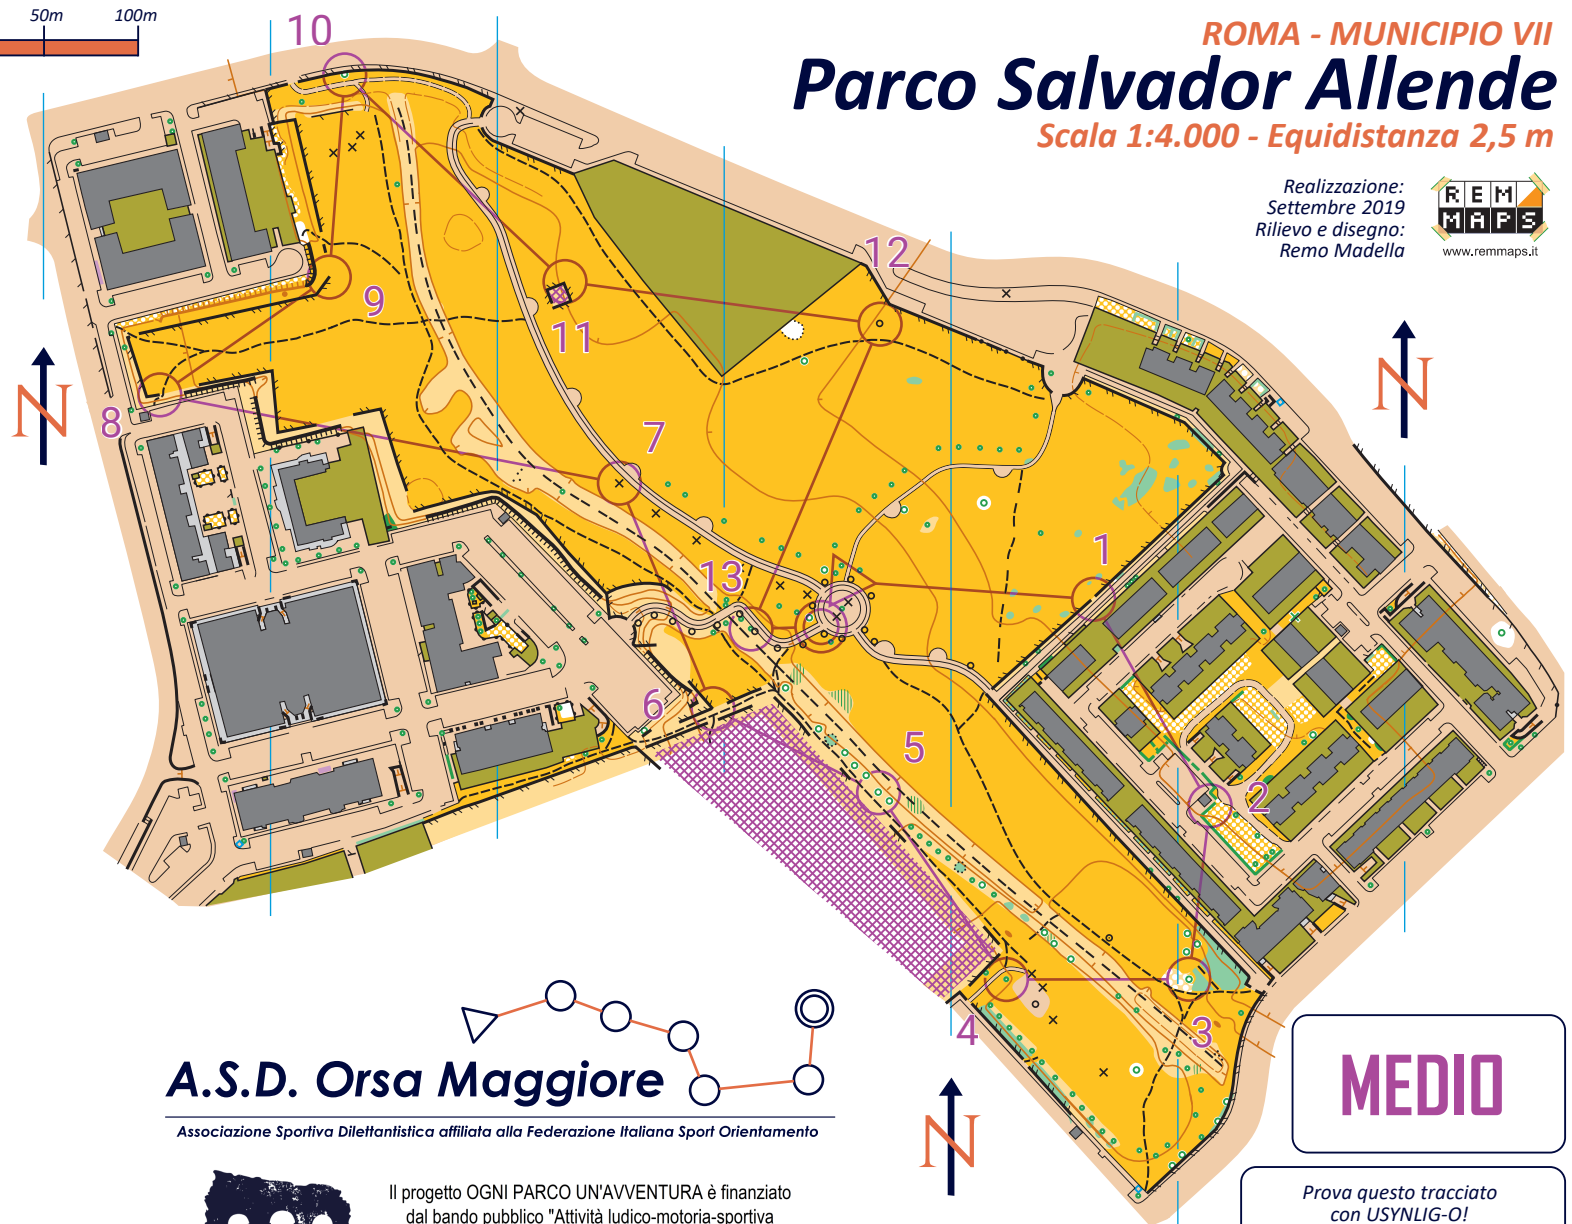 50m 100m
ROMA - MUNICIPIO VII
Parco Salvador Allende
Scala 1:4.000 - Equidistanza 2,5 m
Realizzazione:
Settembre 2019
Rilievo e disegno:
Remo Madella
REM
MAPS
www.remmaps.it
10
12
9
11
8
7
N
N
1
13
6
5
2
4
3
N
A.S.D. Orsa Maggiore
Associazione Sportiva Dilettantistica affiliata alla Federazione Italiana Sport Orientamento
Il progetto OGNI PARCO UN'AVVENTURA è finanziato
dal bando pubblico "Attività ludico-motoria-sportiva
MEDIO
Prova questo tracciato
con USYNLIG-O!